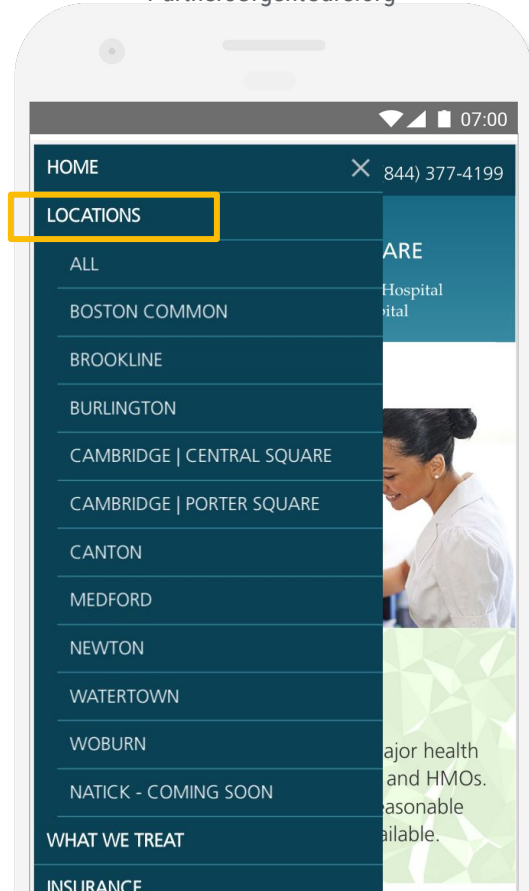 07:00
HOME
844) 377-4199
LOCATIONS
ARE
ALL
Hospital
BOSTON COMMON
BROOKLINE
BURLINGTON
CAMBRIDGE | CENTRAL SQUARE
CAMBRIDGE | PORTER SQUARE
CANTON
MEDFORD
NEWTON
WATERTOWN
WOBURN
ajor health
NATICK - COMING SOON
and HMOs.
easonable
WHAT WE TREAT
ailable.
INSURANCE